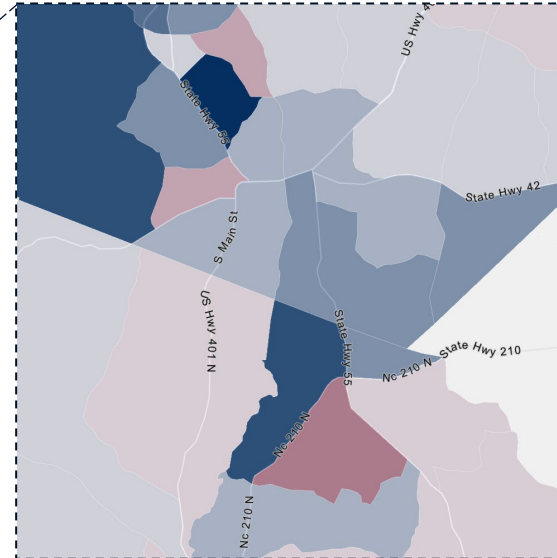 US Hwy 40
State Hwy 55
State Hwy 42
S Main St
US Hwy 401 N
State Hwy 55
State Hwy 210
Nc 210 N
Nc 210 N
Nc 210 N